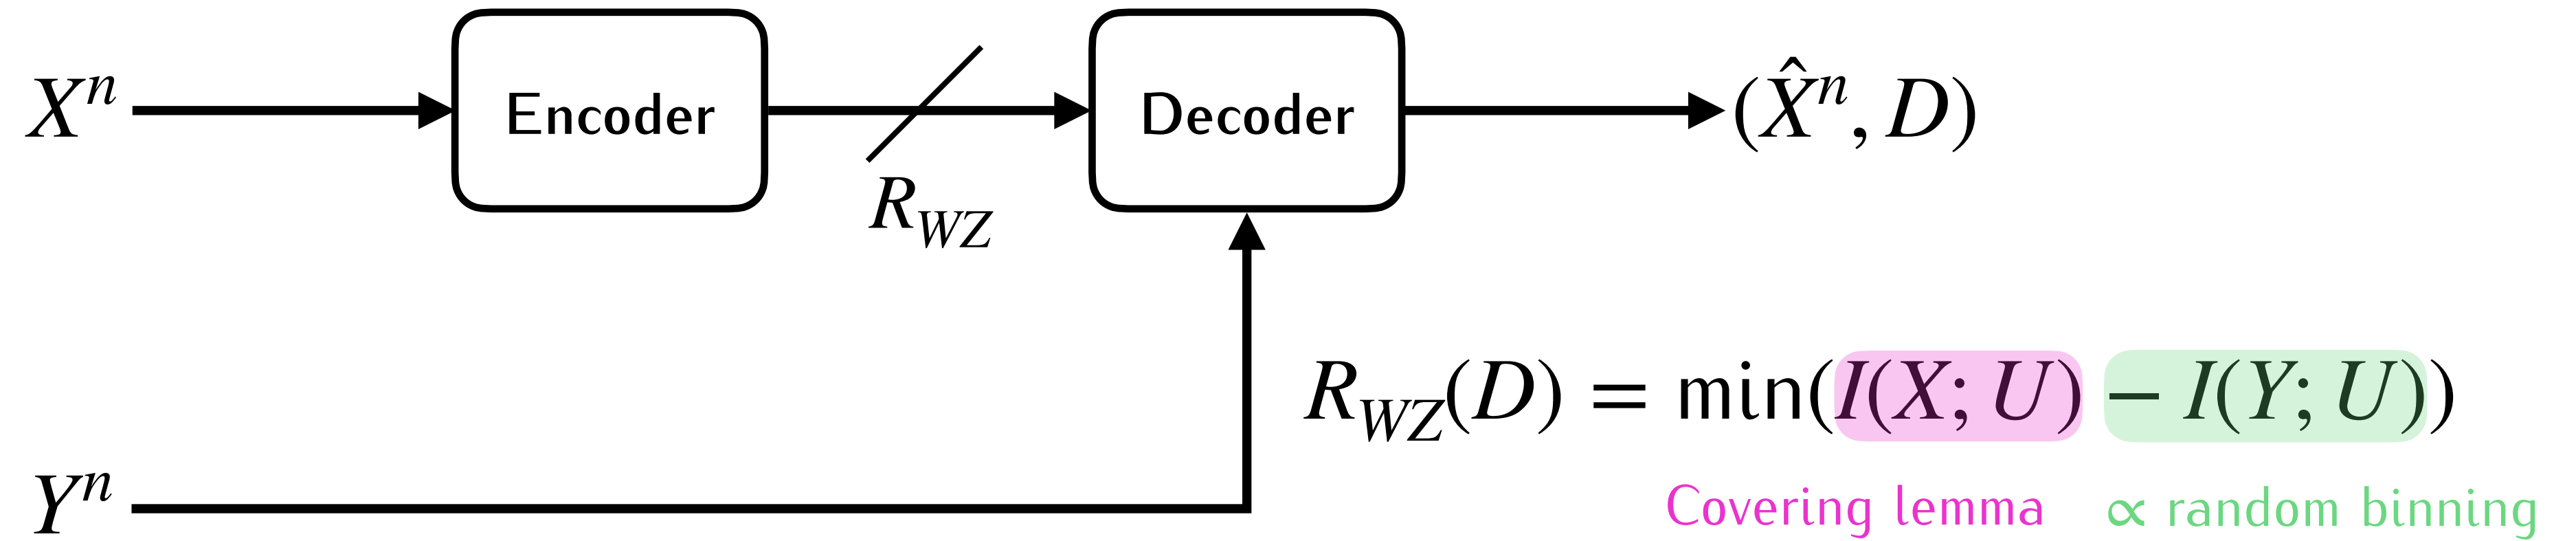 Xⁿ
Encoder
Decoder
(X̂ⁿ, D)
R_WZ
R_WZ(D) = min(I(X; U) − I(Y; U))
Yⁿ
Covering lemma
∝ random binning